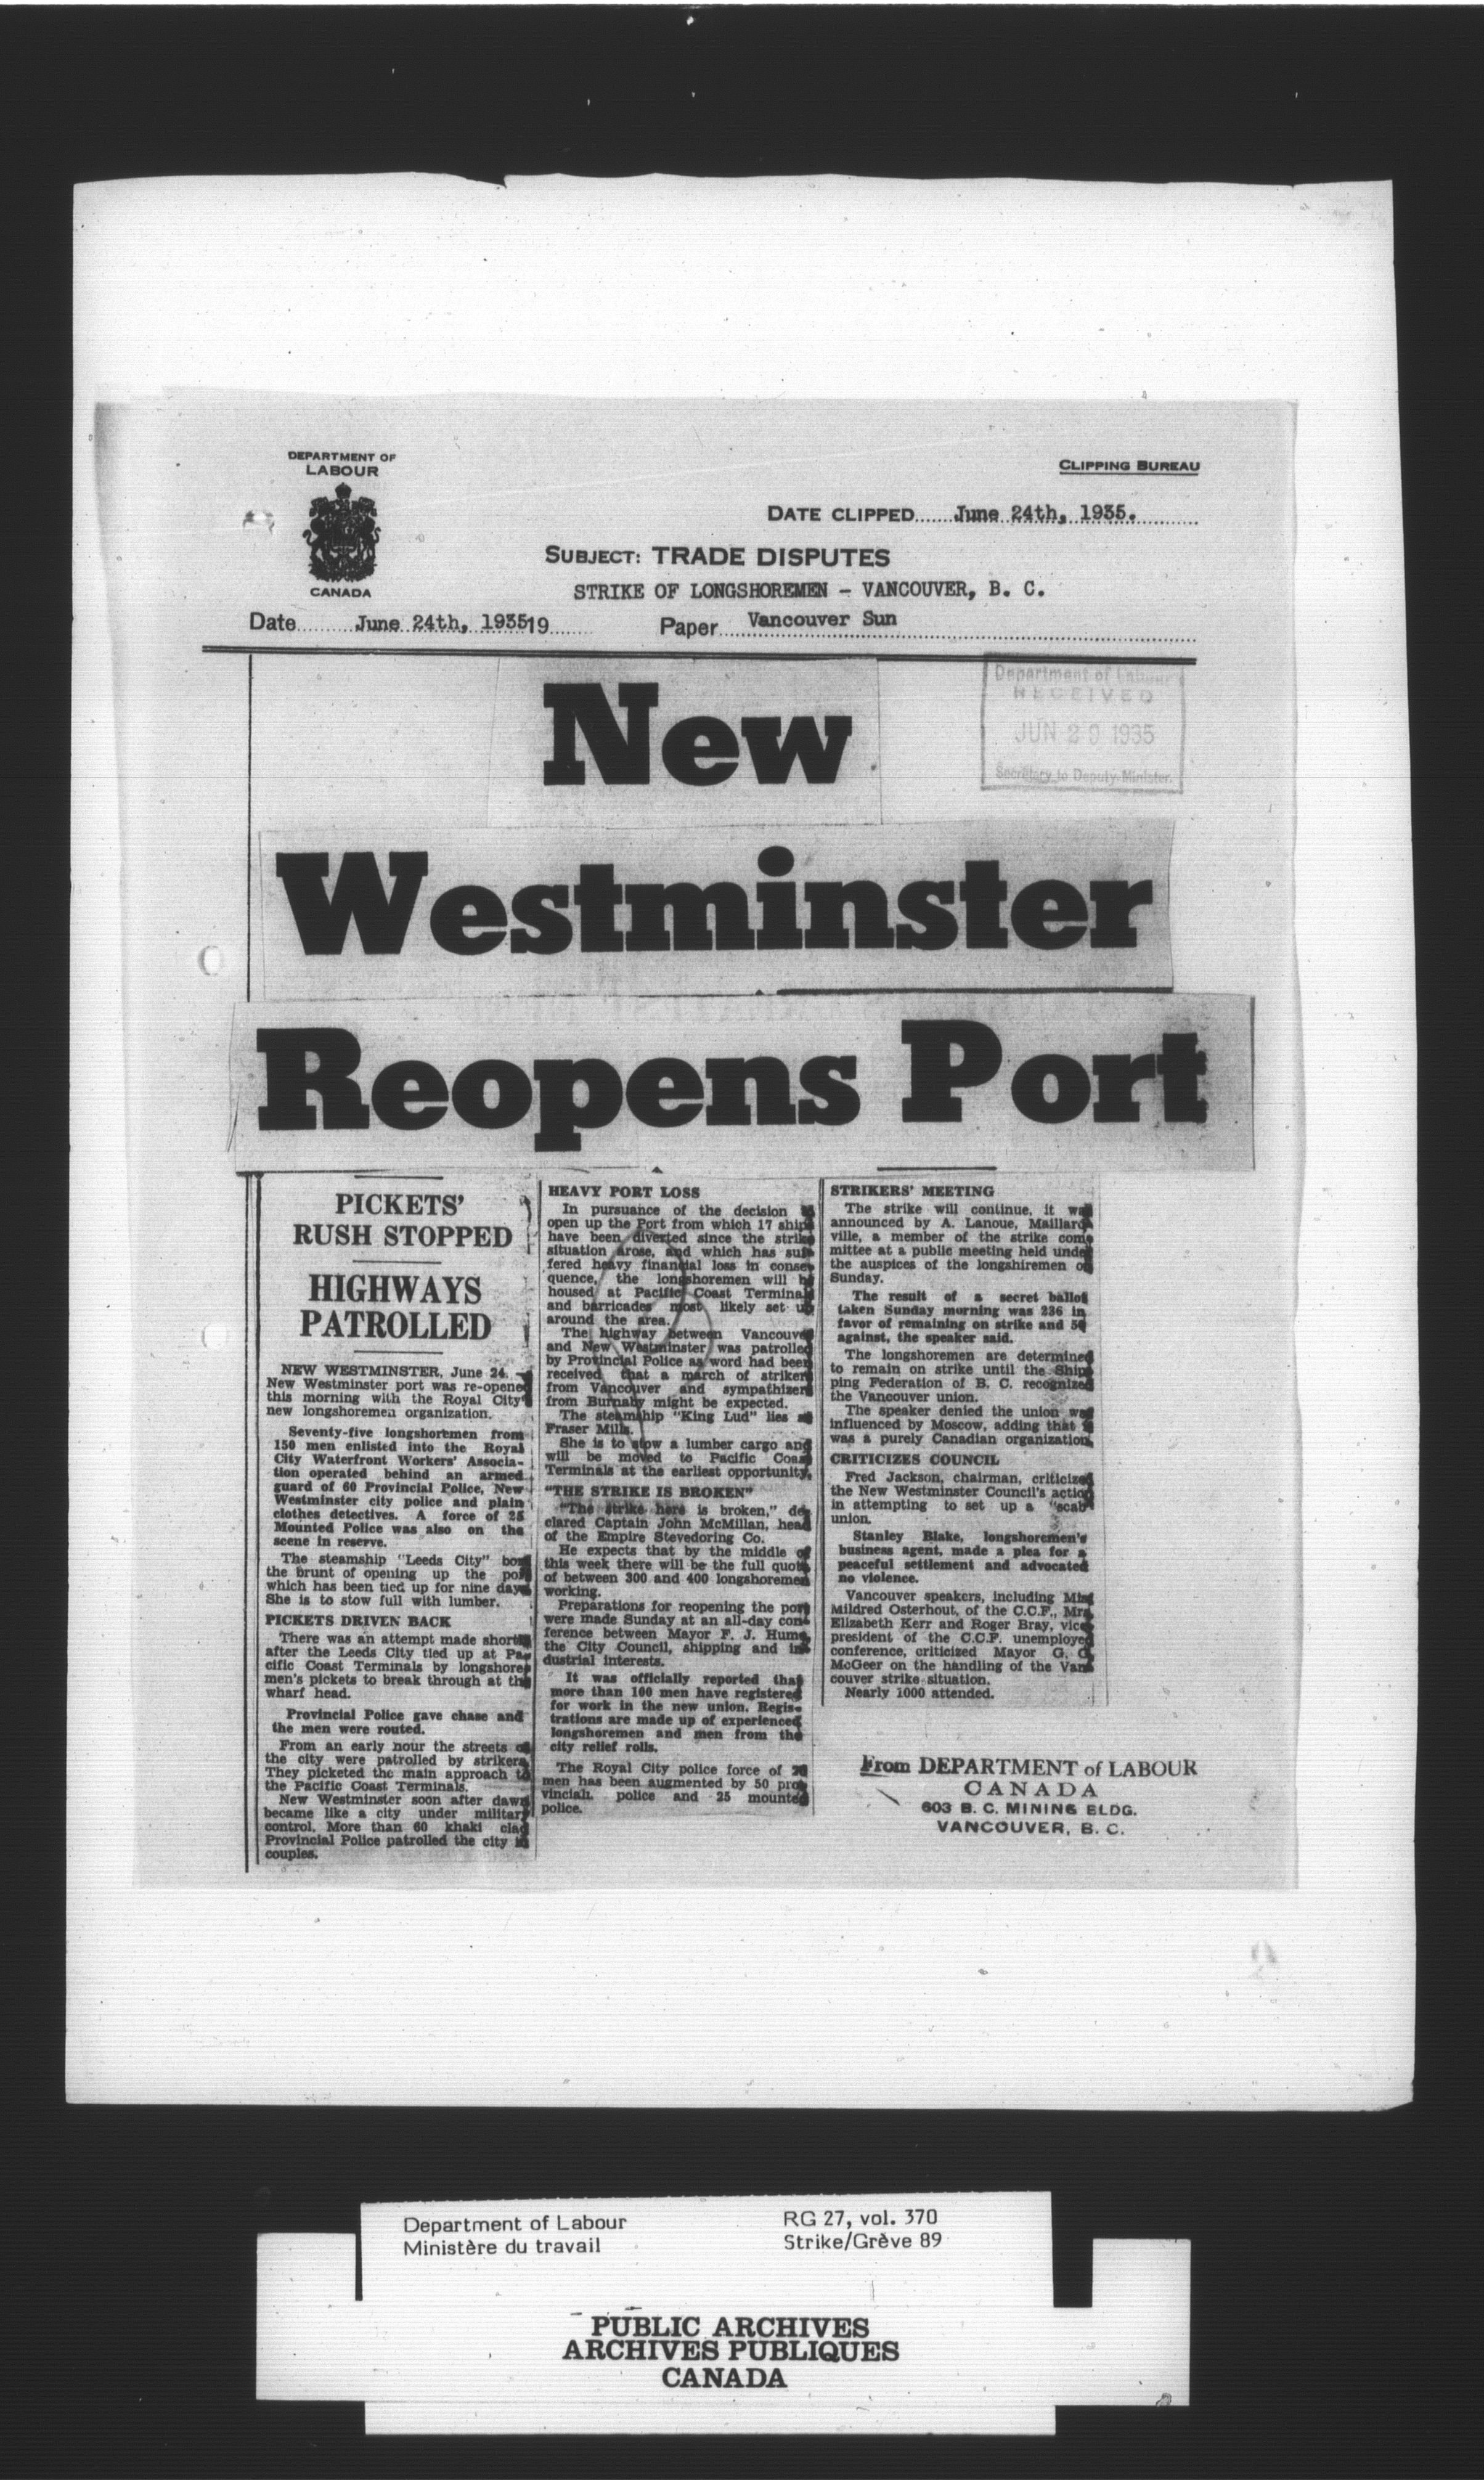 DEPARTMENT OF
LABOUR
CANADA
CLIPPING BUREAU
DATE CLIPPED.......June 24th, 1935.
SUBJECT: TRADE DISPUTES
STRIKE OF LONGSHOREMEN - VANCOUVER, B. C.
Date.........June 24th, 193519.......
Paper... Vancouver Sun
Department of Labour
RECEIVED
JUN 29 1935
Secretary to Deputy Minister.
New
Westminster
Reopens Port
PICKETS'
RUSH STOPPED
HIGHWAYS
PATROLLED
NEW WESTMINSTER, June 24. —
New Westminster port was re-opened
this morning with the Royal City's
new longshoremen organization.
Seventy-five longshoremen from
150 men enlisted into the Royal
City Waterfront Workers' Associa-
tion operated behind an armed
guard of 60 Provincial Police, New
Westminster city police and plain
clothes detectives. A force of 25
Mounted Police was also on the
scene in reserve.
The steamship "Leeds City" bore
the brunt of opening up the port
which has been tied up for nine days.
She is to stow full with lumber.
PICKETS DRIVEN BACK
There was an attempt made shortly
after the Leeds City tied up at Pa-
cific Coast Terminals by longshore-
men's pickets to break through at the
wharf head.
Provincial Police gave chase and
the men were routed.
From an early hour the streets of
the city were patrolled by strikers.
They picketed the main approach to
the Pacific Coast Terminals.
New Westminster soon after dawn
became like a city under military
control. More than 60 khaki clad
Provincial Police patrolled the city in
couples.
HEAVY PORT LOSS
In pursuance of the decision to
open up the Port from which 17 ships
have been diverted since the strike
situation arose, and which has suf-
fered heavy financial loss in conse-
quence, the longshoremen will be
housed at Pacific Coast Terminals
and barricades most likely set up
around the area.
The highway between Vancouver
and New Westminster was patrolled
by Provincial Police as word had been
received that a march of strikers
from Vancouver and sympathizers
from Burnaby might be expected.
The steamship "King Lud" lies at
Fraser Mills.
She is to stow a lumber cargo and
will be moved to Pacific Coast
Terminals at the earliest opportunity.
"THE STRIKE IS BROKEN"
"The strike here is broken," de-
clared Captain John McMillan, head
of the Empire Stevedoring Co.
He expects that by the middle of
this week there will be the full quota
of between 300 and 400 longshoremen
working.
Preparations for reopening the port
were made Sunday at an all-day con-
ference between Mayor F. J. Hume,
the City Council, shipping and in-
dustrial interests.
It was officially reported that
more than 100 men have registered
for work in the new union. Regis-
trations are made up of experienced
longshoremen and men from the
city relief rolls.
The Royal City police force of
men has been augmented by 50 pro-
vincial police and 25 mounted
police.
STRIKERS' MEETING
The strike will continue, it was
announced by A. Lanoue, Maillard-
ville, a member of the strike com-
mittee at a public meeting held under
the auspices of the longshiremen on
Sunday.
The result of a secret ballot
taken Sunday morning was 236 in
favor of remaining on strike and
against, the speaker said.
The longshoremen are determined
to remain on strike until the Ship-
ping Federation of B. C. recognized
the Vancouver union.
The speaker denied the union was
influenced by Moscow, adding that it
was a purely Canadian organization.
CRITICIZES COUNCIL
Fred Jackson, chairman, criticized
the New Westminster Council's action
in attempting to set up a "scab"
union.
Stanley Blake, longshoremen's
business agent, made a plea for a
peaceful settlement and advocated
no violence.
Vancouver speakers, including Miss
Mildred Osterhout, of the C.C.F., Mrs.
Elizabeth Kerr and Roger Bray, vice-
president of the C.C.F. unemployed
conference, criticized Mayor G. G.
McGeer on the handling of the Van-
couver strike situation.
Nearly 1000 attended.
From DEPARTMENT of LABOUR
CANADA
603 B. C. MINING BLDG.
VANCOUVER, B. C.
Department of Labour
Ministère du travail
RG 27, vol. 370
Strike/Grève 89
PUBLIC ARCHIVES
ARCHIVES PUBLIQUES
CANADA